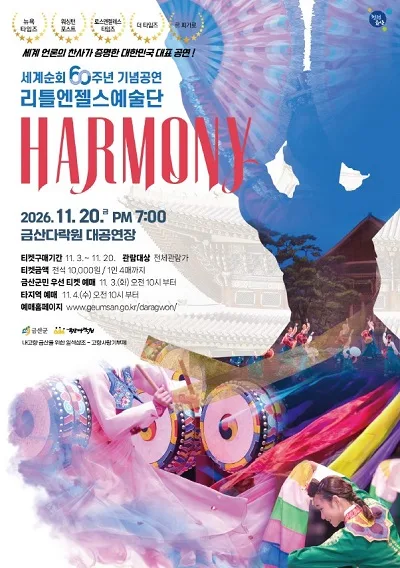 뉴욕 타임즈
워싱턴 포스트
로스엔젤레스 타임즈
더 타임즈
르 피가로
세계 언론의 찬사가 증명한 대한민국 대표 공연 !
세계순회 60주년 기념공연
리틀엔젤스예술단
HARMONY
2026. 11. 20.금 PM 7:00
금산다락원 대공연장
티켓구매기간 11. 3.~ 11. 20. 관람대상 전체관람가
티켓금액 전석 10,000원 / 1인 4매까지
금산군민 우선 티켓 예매 11. 3.(화) 오전 10시 부터
타지역 예매 11. 4.(수) 오전 10시 부터
예매홈페이지 www.geumsan.go.kr/daragwon/
금산군